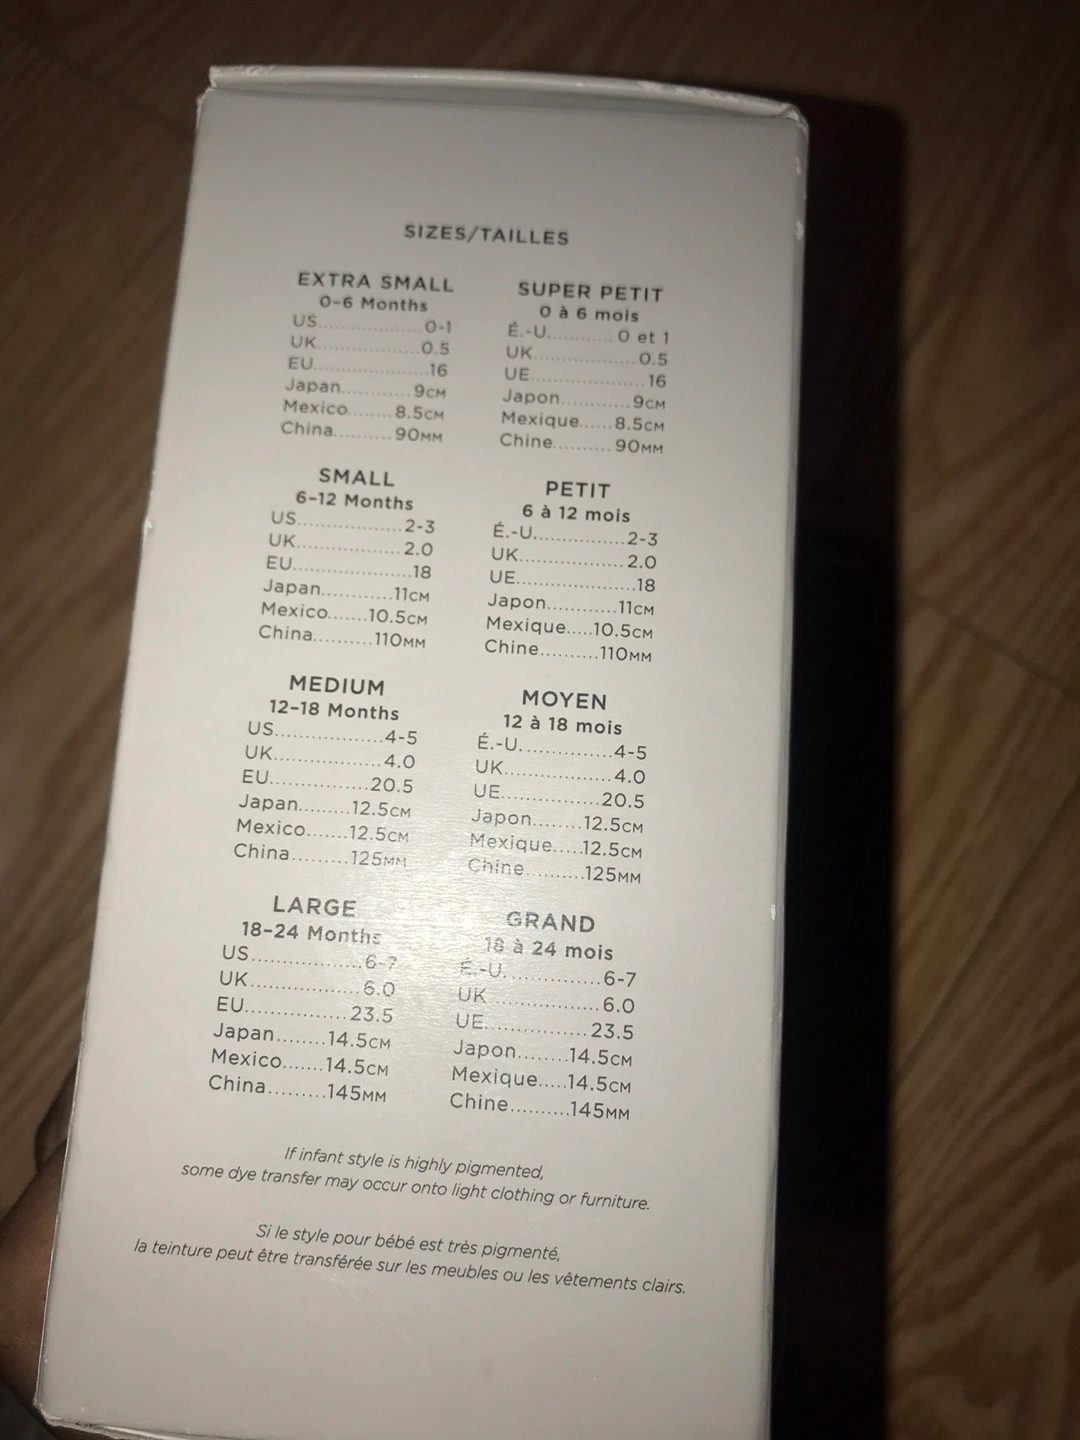 SIZES/TAILLES
EXTRA SMALL
0-6 Months
US....................0-1
UK...................0.5
EU.....................16
Japan..............9CM
Mexico........8.5CM
China..........90MM
SUPER PETIT
0 à 6 mois
É.-U...........0 et 1
UK...................0.5
UE.....................16
Japon.............9CM
Mexique......8.5CM
Chine..........90MM
SMALL
6-12 Months
US..................2-3
UK..................2.0
EU.....................18
Japan.............11CM
Mexico.......10.5CM
China..........110MM
PETIT
6 à 12 mois
É.-U................2-3
UK...................2.0
UE.....................18
Japon............11CM
Mexique.....10.5CM
Chine..........110MM
MEDIUM
12-18 Months
US...................4-5
UK...................4.0
EU.................20.5
Japan.........12.5CM
Mexico.......12.5CM
China.........125MM
MOYEN
12 à 18 mois
É.-U................4-5
UK...................4.0
UE.................20.5
Japon........12.5CM
Mexique.....12.5CM
Chine..........125MM
LARGE
18-24 Months
US...................6-7
UK...................6.0
EU.................23.5
Japan.........14.5CM
Mexico.......14.5CM
China.........145MM
GRAND
18 à 24 mois
É.-U................6-7
UK...................6.0
UE.................23.5
Japon........14.5CM
Mexique.....14.5CM
Chine..........145MM
If infant style is highly pigmented,
some dye transfer may occur onto light clothing or furniture.
Si le style pour bébé est très pigmenté,
la teinture peut être transférée sur les meubles ou les vêtements clairs.